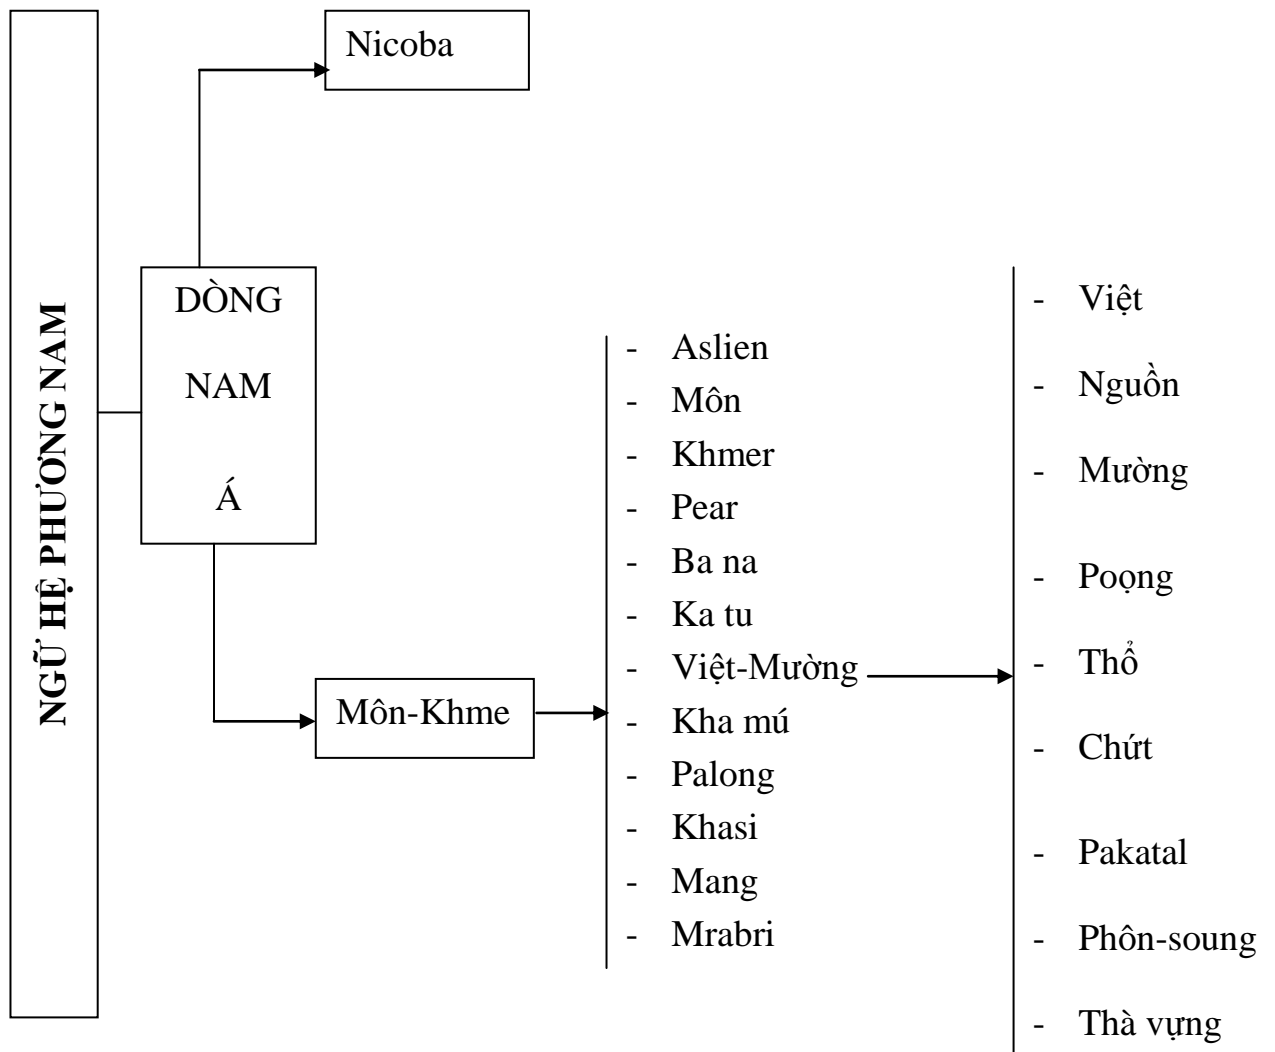 NGỮ HỆ PHƯƠNG NAM
Nicoba
DÒNG
NAM
Á
Môn-Khme
- Aslien
- Môn
- Khmer
- Pear
- Ba na
- Ka tu
- Việt-Mường
- Kha mú
- Palong
- Khasi
- Mang
- Mrabri
- Việt
- Nguồn
- Mường
- Poọng
- Thổ
- Chứt
- Pakatal
- Phôn-soung
- Thà vựng